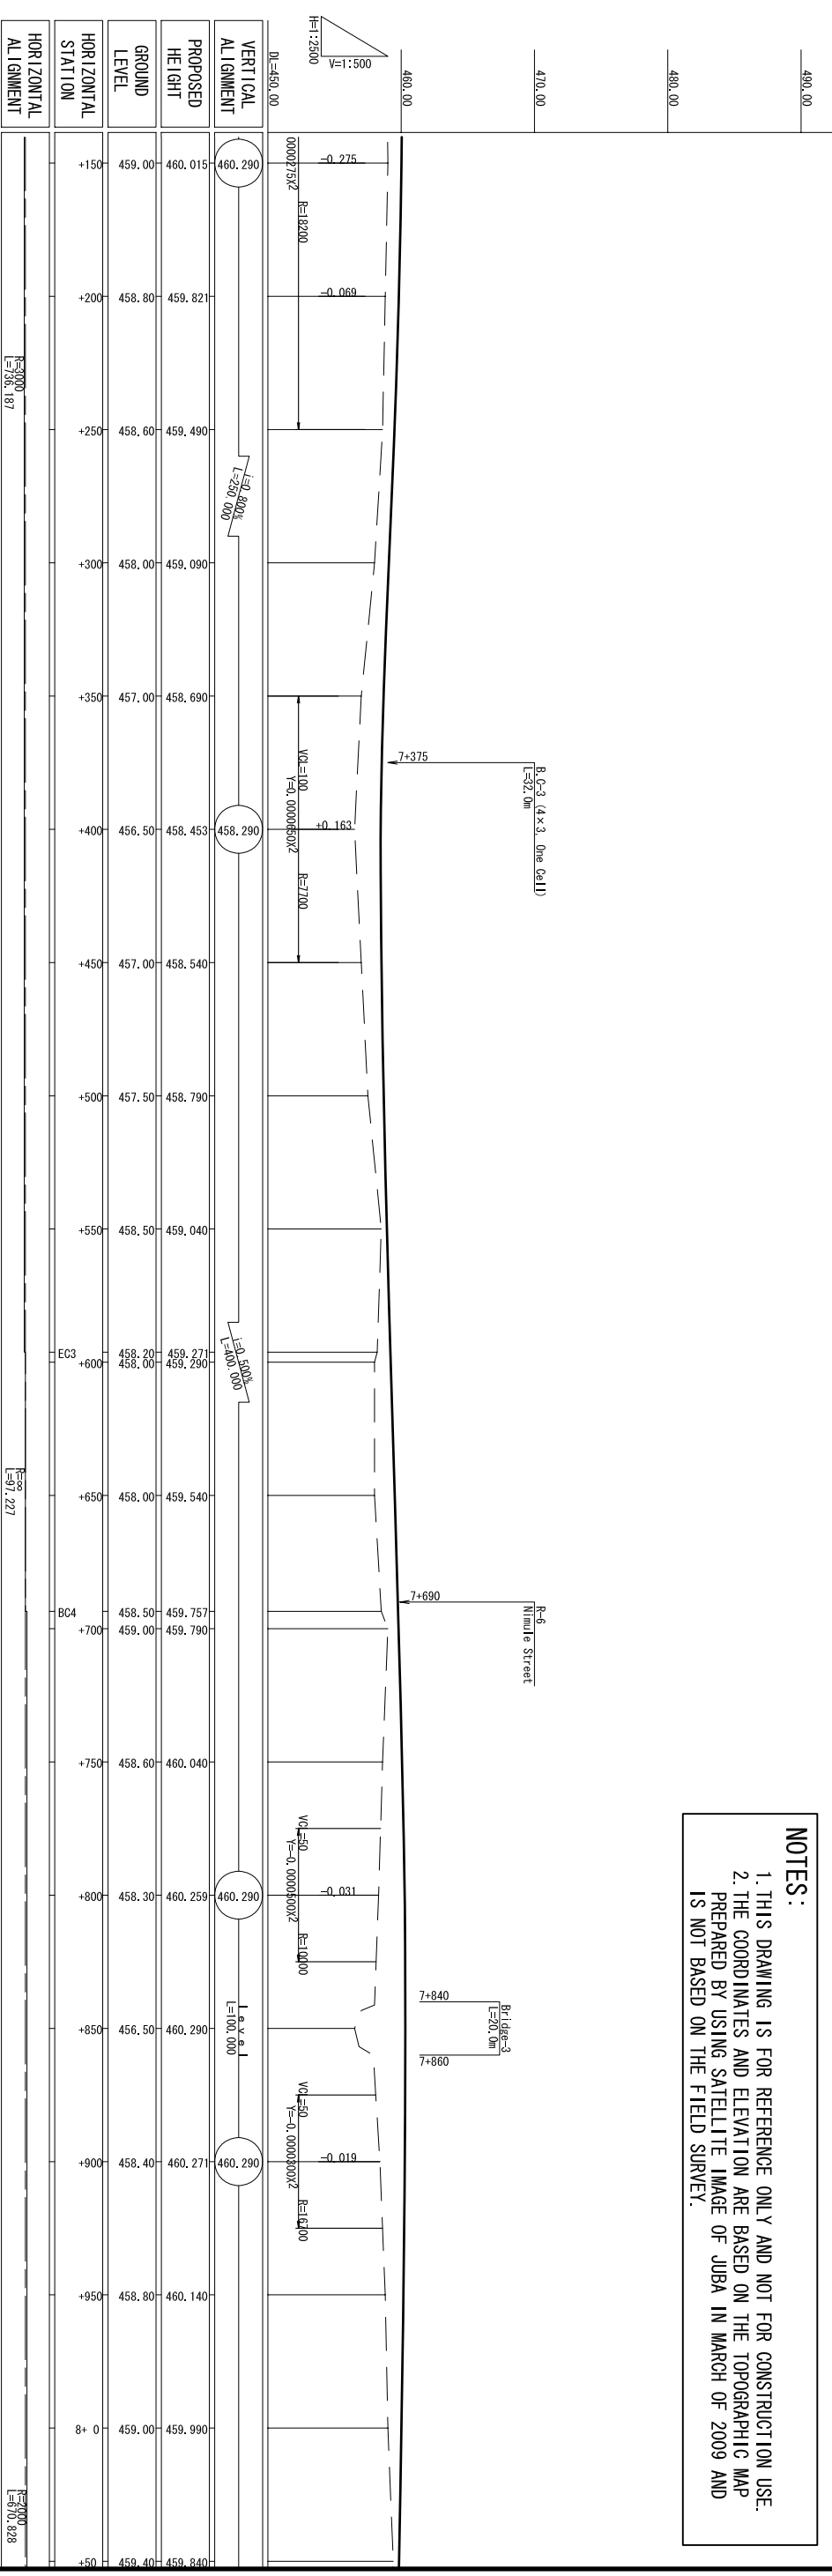 NOTES:
1. THIS DRAWING IS FOR REFERENCE ONLY AND NOT FOR CONSTRUCTION USE.
2. THE COORDINATES AND ELEVATION ARE BASED ON THE TOPOGRAPHIC MAP
PREPARED BY USING SATELLITE IMAGE OF JUBA IN MARCH OF 2009 AND
IS NOT BASED ON THE FIELD SURVEY.
490.00
480.00
470.00
460.00
DL=450.00
V=1:500
H=1:2500
B.C-3 (4×3, One Cell)
L=32.0m
7+375
R-6
Nimule Street
7+690
Bridge-3
L=20.0m
7+840
7+860
-0.275
-0.069
+0.163
-0.031
-0.019
0000275X2
R=18200
VCL=100
Y=0.0000650X2
R=7700
VCL=50
Y=-0.0000500X2
R=10000
VCL=50
Y=-0.0000300X2
R=16700
VERTICAL
ALIGNMENT
460.290
i=0.800%
L=250.000
458.290
i=0.500%
L=400.000
460.290
Level
L=100.000
460.290
PROPOSED
HEIGHT
460.015 459.821 459.490 459.090 458.690 458.453 458.540 458.790 459.040 459.271 459.290 459.540 459.757 459.790 460.040 460.259 460.290 460.271 460.140 459.990 459.840
GROUND
LEVEL
459.00 458.80 458.60 458.00 457.00 456.50 457.00 457.50 458.50 458.20 458.00 458.00 458.50 459.00 458.60 458.30 456.50 458.40 458.80 459.00 459.40
HORIZONTAL
STATION
+150 +200 +250 +300 +350 +400 +450 +500 +550 EC3 +600 +650 BC4 +700 +750 +800 +850 +900 +950 8+ 0 +50
HORIZONTAL
ALIGNMENT
R=3000
L=736.187
R=∞
L=97.227
R=2000
L=670.828